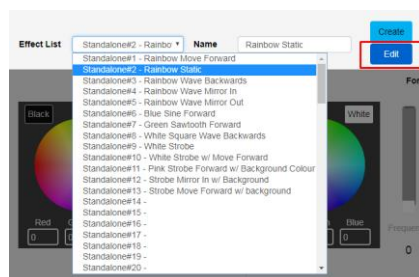 Create
Effect List Standalone#2 - Rainbo Name Rainbow Static Edit
Standalone#1 - Rainbow Move Forward
Standalone#2 - Rainbow Static
Standalone#3 - Rainbow Wave Backwards
Standalone#4 - Rainbow Wave Mirror In
Standalone#5 - Rainbow Wave Mirror Out
Standalone#6 - Blue Sine Forward
Standalone#7 - Green Sawtooth Forward
Standalone#8 - White Square Wave Backwards
Standalone#9 - White Strobe
Standalone#10 - White Strobe w/ Move Forward
Standalone#11 - Pink Strobe Forward w/ Background Colour
Standalone#12 - Strobe Mirror In w/ Background
Standalone#13 - Strobe Move Forward w/ background
Standalone#14 -
Standalone#15 -
Standalone#16 -
Standalone#17 -
Standalone#18 -
Standalone#19 -
Standalone#20 -
For
Black White
Red Blue Frequen
0 0 0